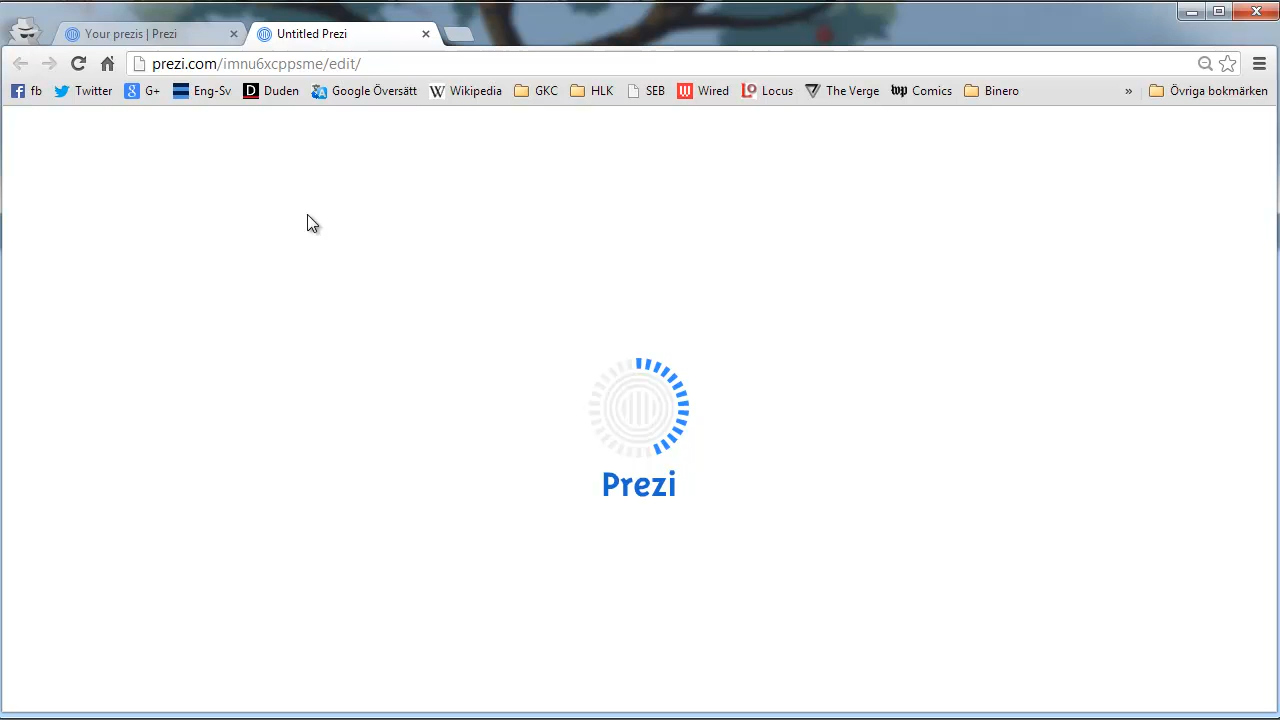 Your prezis | Prezi
Untitled Prezi
prezi.com/imnu6xcppsme/edit/
fb Twitter G+ Eng-Sv Duden Google Översätt Wikipedia GKC HLK SEB Wired Locus The Verge Comics Binero » Övriga bokmärken
Prezi